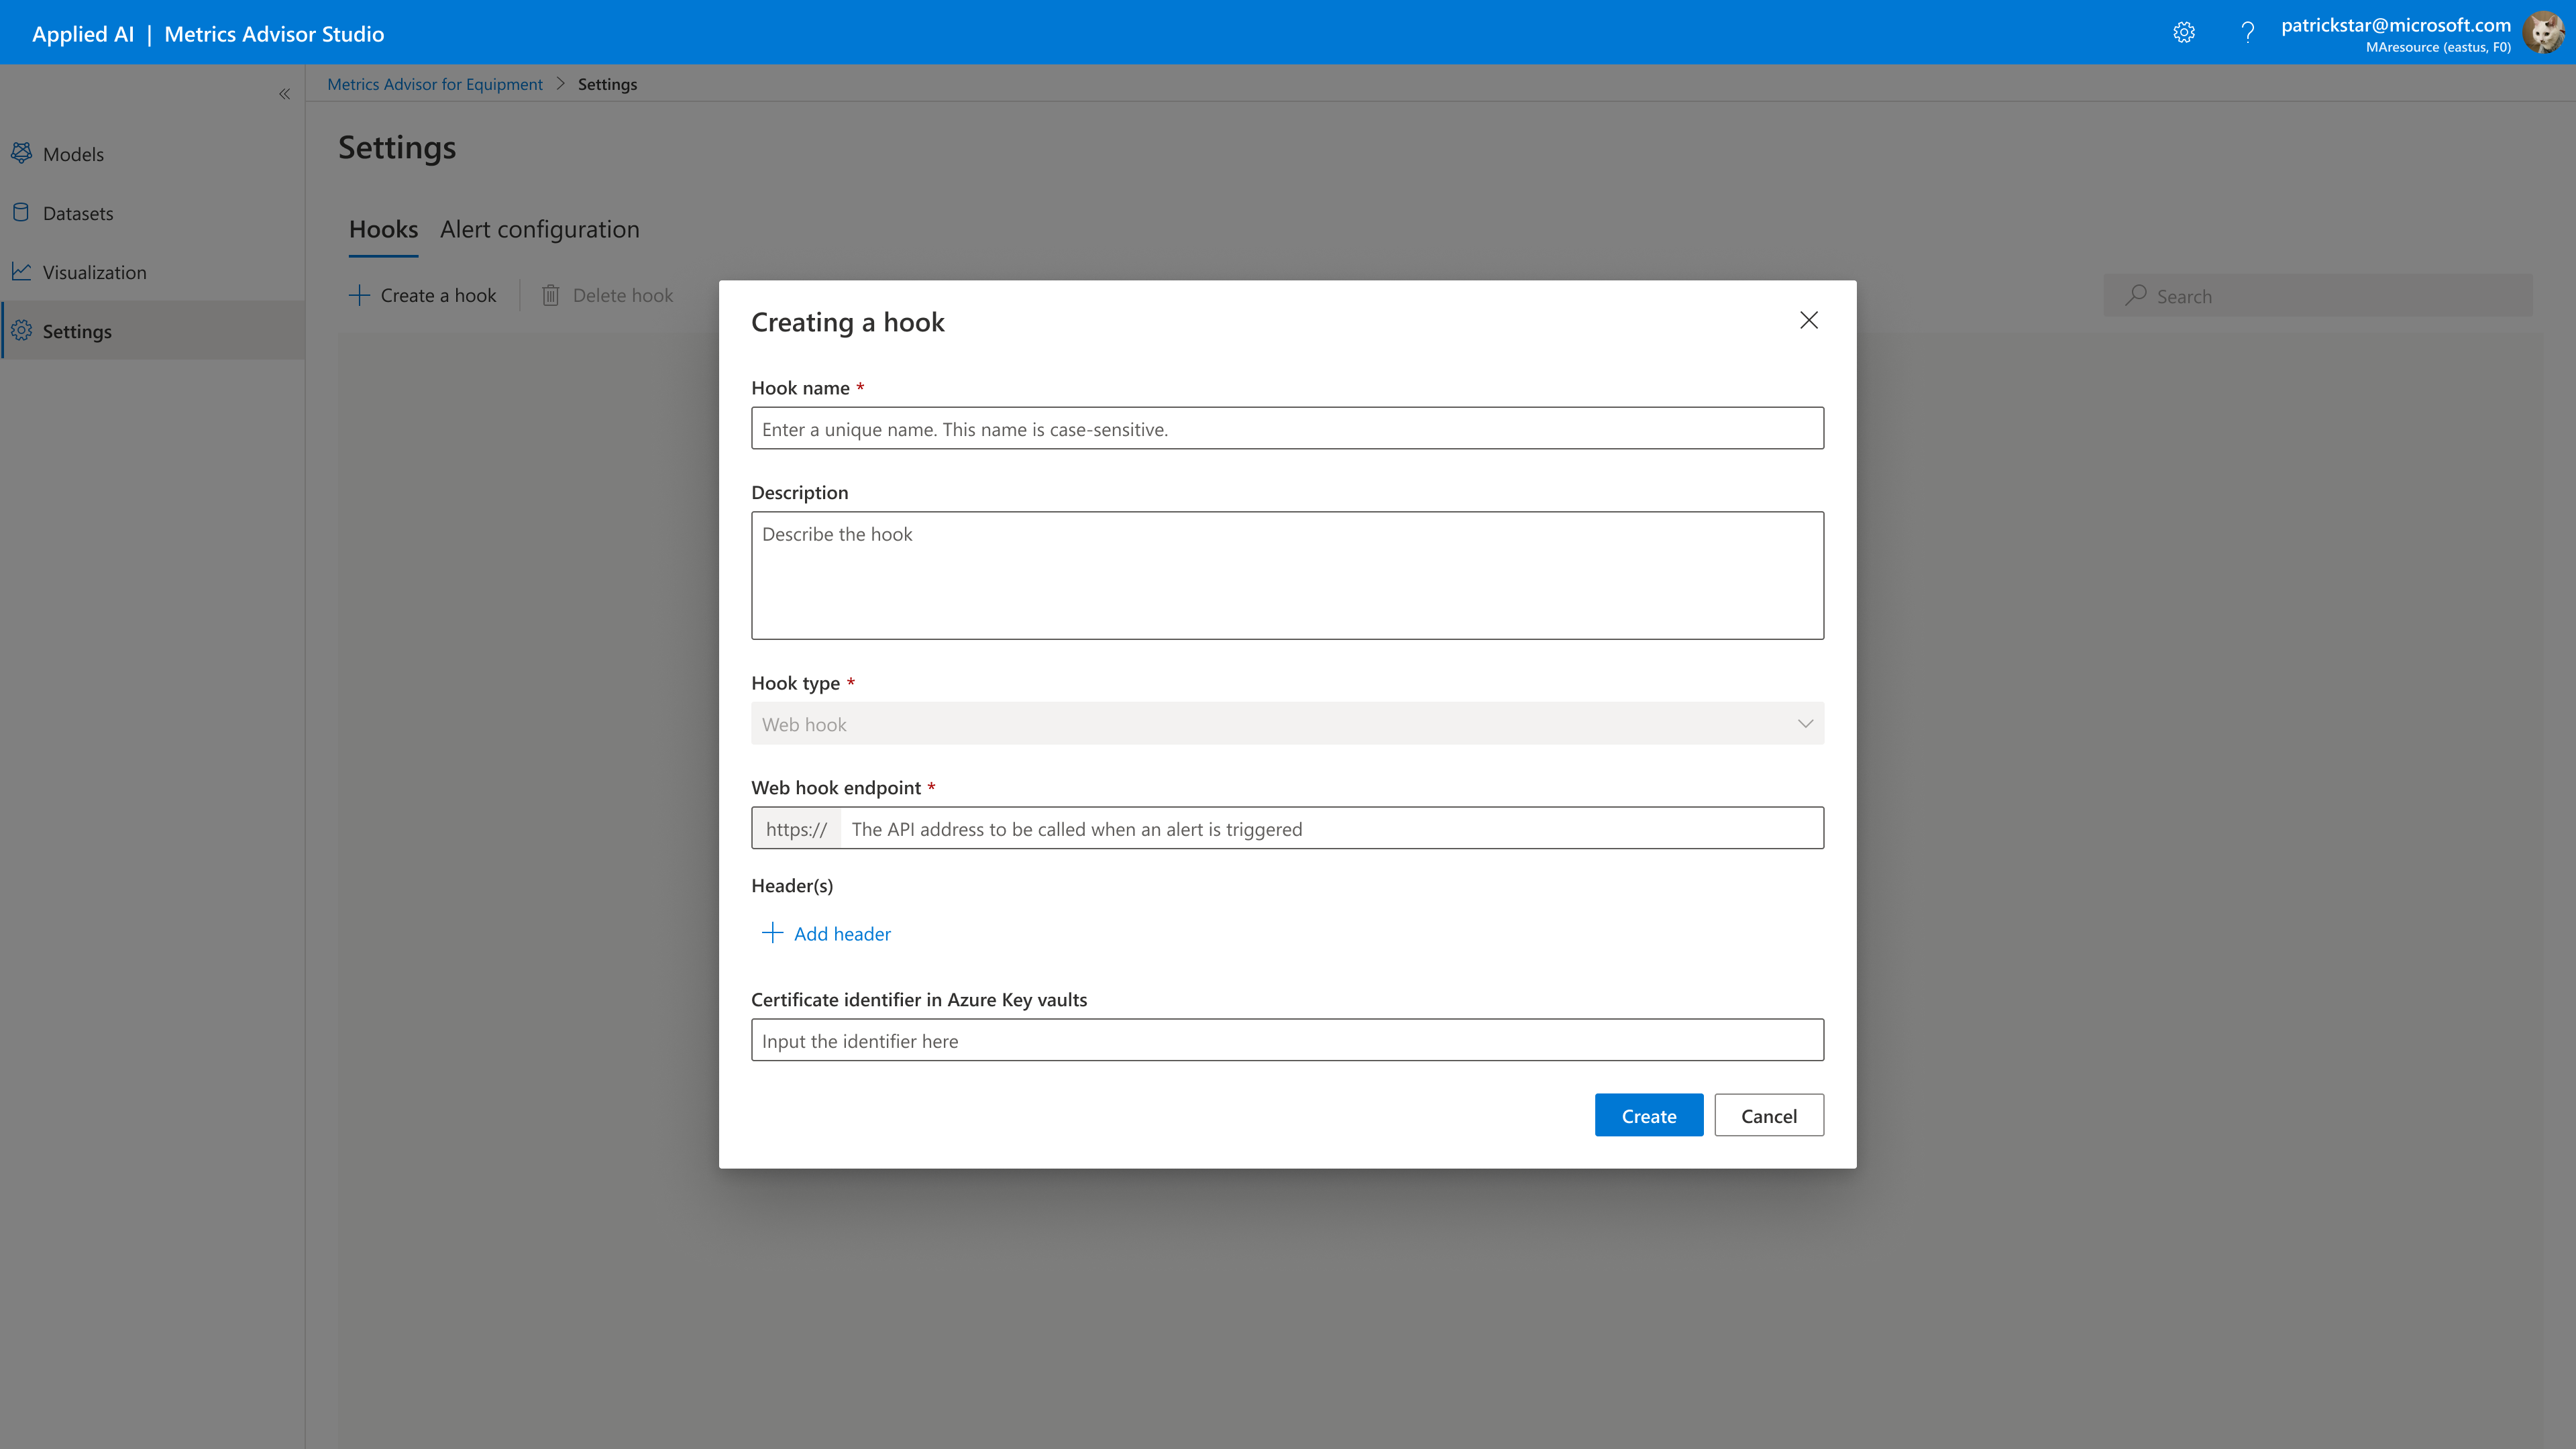 Applied AI | Metrics Advisor Studio
patrickstar@microsoft.com
MAresource (eastus, F0)
Metrics Advisor for Equipment > Settings
Models
Datasets
Visualization
Settings
Settings
Hooks Alert configuration
Create a hook Delete hook
Search
Creating a hook
Hook name *
Enter a unique name. This name is case-sensitive.
Description
Describe the hook
Hook type *
Web hook
Web hook endpoint *
https:// The API address to be called when an alert is triggered
Header(s)
Add header
Certificate identifier in Azure Key vaults
Input the identifier here
Create Cancel